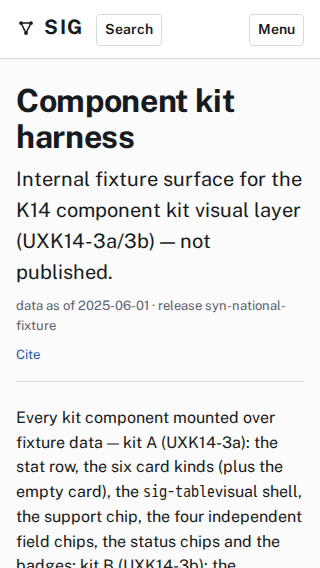 SIG
Search
Menu
Component kit
harness
Internal fixture surface for the
K14 component kit visual layer
(UXK14-3a/3b) — not
published.
data as of 2025-06-01 · release syn-national-
fixture
Cite
Every kit component mounted over
fixture data — kit A (UXK14-3a): the
stat row, the six card kinds (plus the
empty card), the sig-tablevisual shell,
the support chip, the four independent
field chips, the status chips and the
badges; kit B (UXK14-3b): the